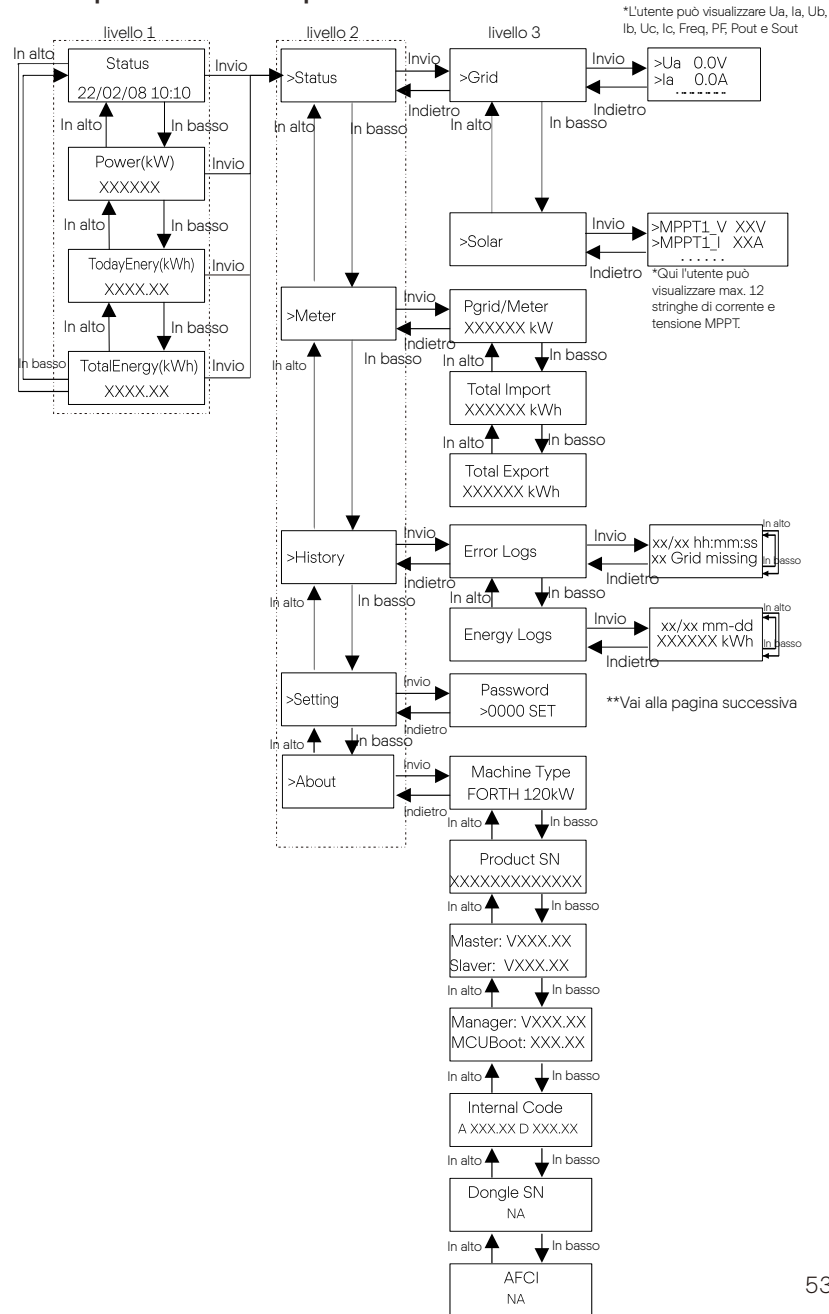 *L'utente può visualizzare Ua, Ia, Ub,
Ib, Uc, Ic, Freq, PF, Pout e Sout
livello 1
livello 2
livello 3
In alto
Status
22/02/08 10:10
Invio
>Status
Invio
Indietro
>Grid
Invio
Indietro
>Ua 0.0V
>Ia 0.0A
In alto
In basso
In alto
In basso
In alto
In basso
Power(kW)
XXXXXX
Invio
In alto
In basso
>Solar
Invio
Indietro
>MPPT1_V XXV
>MPPT1_I XXA
. . . . . .
*Qui l'utente può
visualizzare max. 12
stringhe di corrente e
tensione MPPT.
TodayEnery(kWh)
XXXX.XX
Invio
In alto
In basso
In basso
TotalEnergy(kWh)
XXXX.XX
Invio
>Meter
Invio
Indietro
Pgrid/Meter
XXXXXX kW
In alto
In basso
In alto
In basso
Total Import
XXXXXX kWh
In alto
In basso
Total Export
XXXXXX kWh
>History
Invio
Indietro
Error Logs
Invio
Indietro
xx/xx hh:mm:ss
xx Grid missing
In alto
In basso
In alto
In basso
In alto
In basso
Energy Logs
Invio
Indietro
xx/xx mm-dd
XXXXXX kWh
In alto
In basso
>Setting
Invio
Indietro
Password
>0000 SET
**Vai alla pagina successiva
In alto
In basso
>About
Invio
Indietro
Machine Type
FORTH 120kW
In alto
In basso
Product SN
XXXXXXXXXXXXX
In alto
In basso
Master: VXXX.XX
Slaver: VXXX.XX
In alto
In basso
Manager: VXXX.XX
MCUBoot: XXX.XX
In alto
In basso
Internal Code
A XXX.XX D XXX.XX
In alto
In basso
Dongle SN
NA
In alto
In basso
AFCI
NA
53